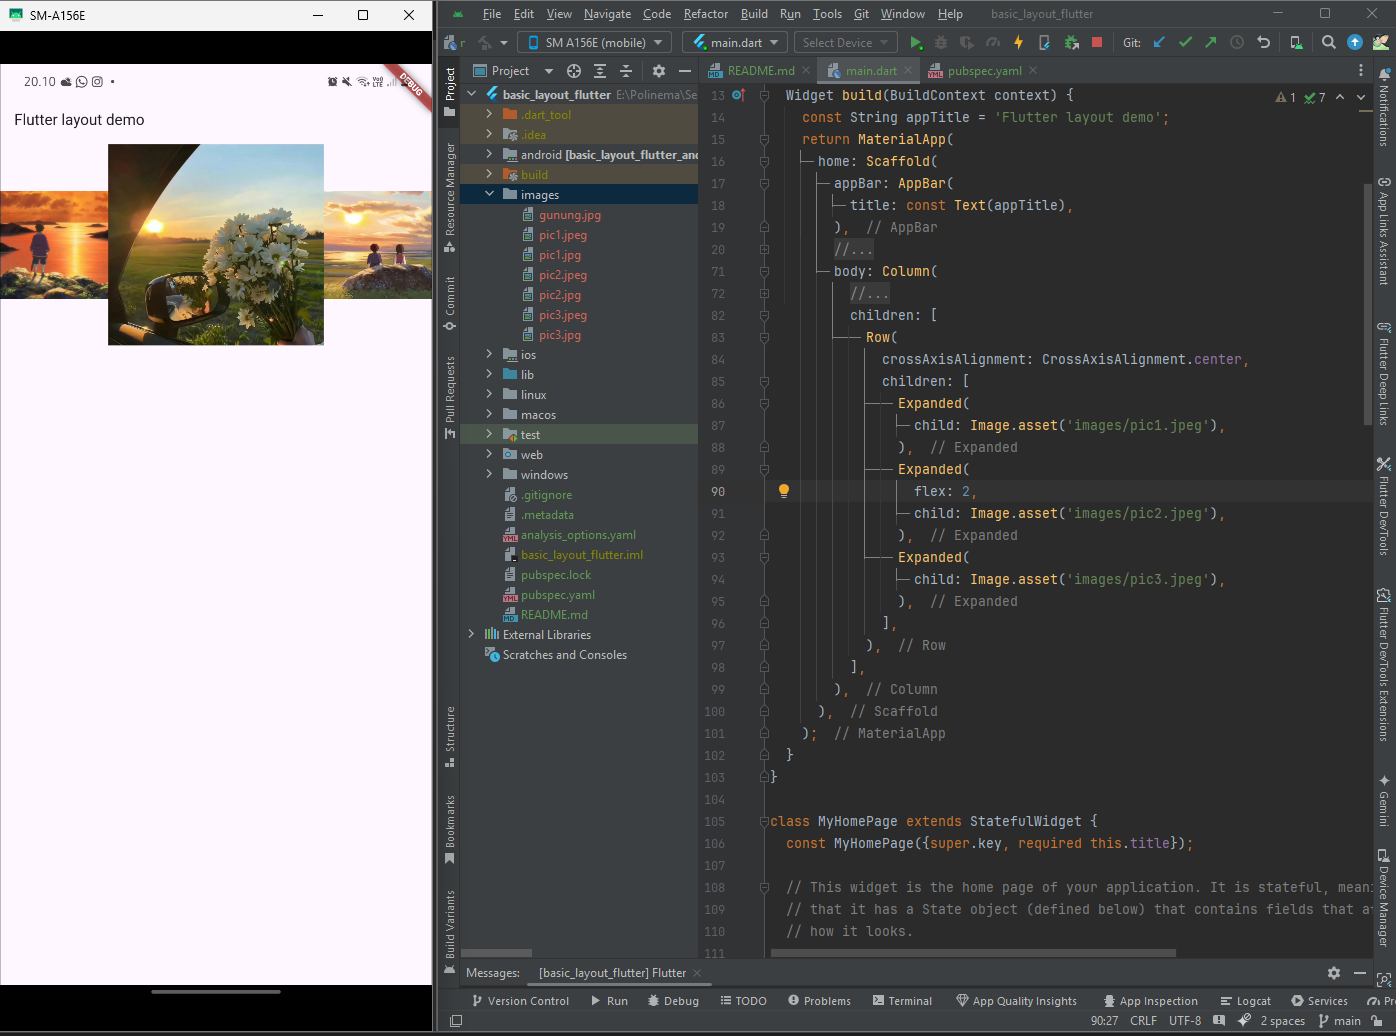 SM-A156E
20.10
DEBUG
Flutter layout demo
File Edit View Navigate Code Refactor Build Run Tools Git Window Help basic_layout_flutter
SM A156E (mobile) main.dart Select Device Git:
Project
README.md main.dart pubspec.yaml
basic_layout_flutter E:\Polinema\Se
.dart_tool
.idea
android [basic_layout_flutter_and
build
images
gunung.jpg
pic1.jpeg
pic1.jpg
pic2.jpeg
pic2.jpg
pic3.jpeg
pic3.jpg
ios
lib
linux
macos
test
web
windows
.gitignore
.metadata
analysis_options.yaml
basic_layout_flutter.iml
pubspec.lock
pubspec.yaml
README.md
External Libraries
Scratches and Consoles
Project
Resource Manager
Commit
Pull Requests
Structure
Bookmarks
Build Variants
1 7
13 Widget build(BuildContext context) {
14 const String appTitle = 'Flutter layout demo';
15 return MaterialApp(
16 home: Scaffold(
17 appBar: AppBar(
18 title: const Text(appTitle),
19 ), // AppBar
20 //...
71 body: Column(
72 //...
82 children: [
83 Row(
84 crossAxisAlignment: CrossAxisAlignment.center,
85 children: [
86 Expanded(
87 child: Image.asset('images/pic1.jpeg'),
88 ), // Expanded
89 Expanded(
90 flex: 2,
91 child: Image.asset('images/pic2.jpeg'),
92 ), // Expanded
93 Expanded(
94 child: Image.asset('images/pic3.jpeg'),
95 ), // Expanded
96 ],
97 ), // Row
98 ],
99 ), // Column
100 ), // Scaffold
101 ); // MaterialApp
102 }
103 }
104
105 class MyHomePage extends StatefulWidget {
106 const MyHomePage({super.key, required this.title});
107
108 // This widget is the home page of your application. It is stateful, meani
109 // that it has a State object (defined below) that contains fields that a
110 // how it looks.
111
Notifications
App Links Assistant
Flutter Deep Links
Flutter DevTools
Flutter DevTools Extensions
Gemini
Device Manager
Messages: [basic_layout_flutter] Flutter
Version Control Run Debug TODO Problems Terminal App Quality Insights App Inspection Logcat Services Pr
90:27 CRLF UTF-8 2 spaces main